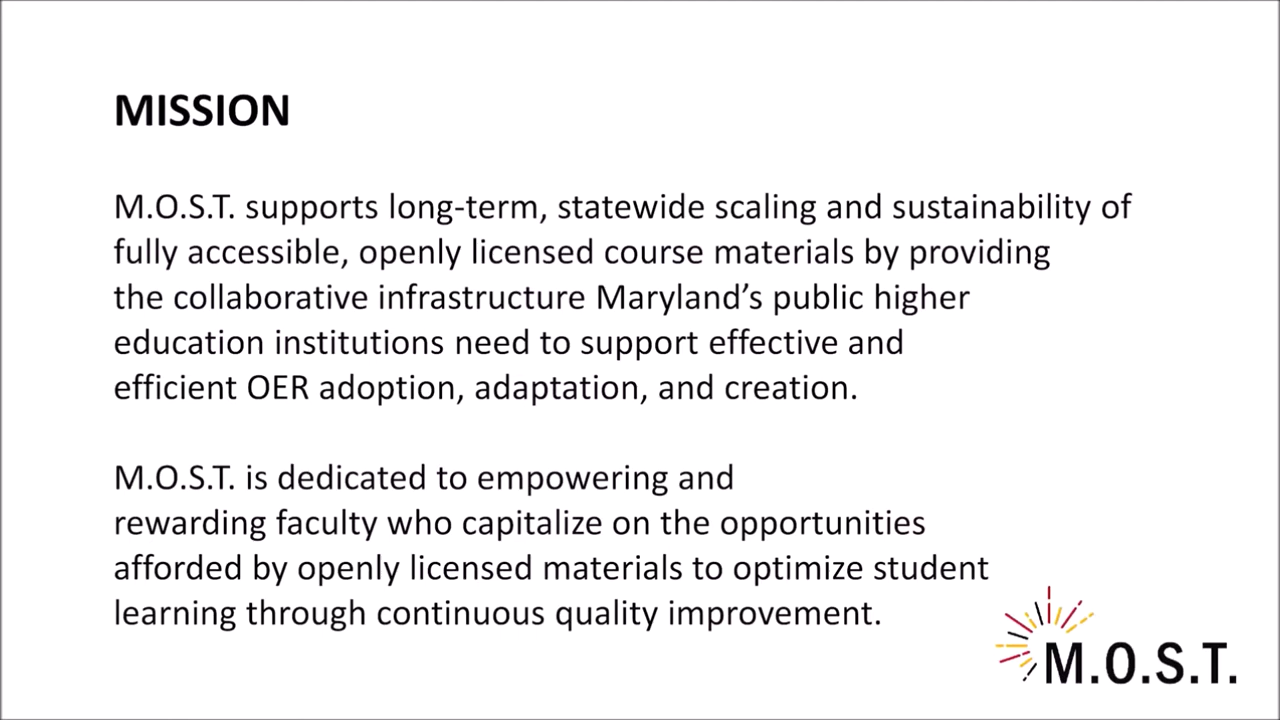 MISSION
M.O.S.T. supports long-term, statewide scaling and sustainability of
fully accessible, openly licensed course materials by providing
the collaborative infrastructure Maryland’s public higher
education institutions need to support effective and
efficient OER adoption, adaptation, and creation.
M.O.S.T. is dedicated to empowering and
rewarding faculty who capitalize on the opportunities
afforded by openly licensed materials to optimize student
learning through continuous quality improvement.
M.O.S.T.